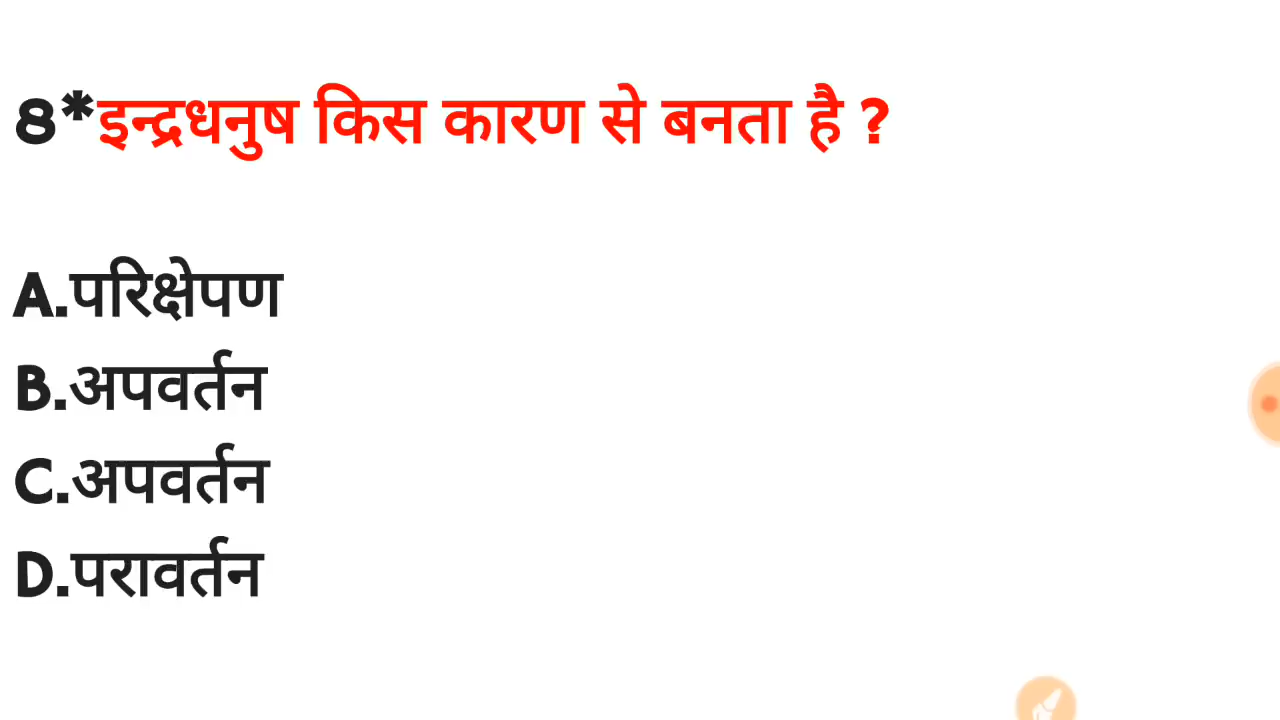 8*इन्द्रधनुष किस कारण से बनता है ?
A.परिक्षेपण
B.अपवर्तन
C.अपवर्तन
D.परावर्तन